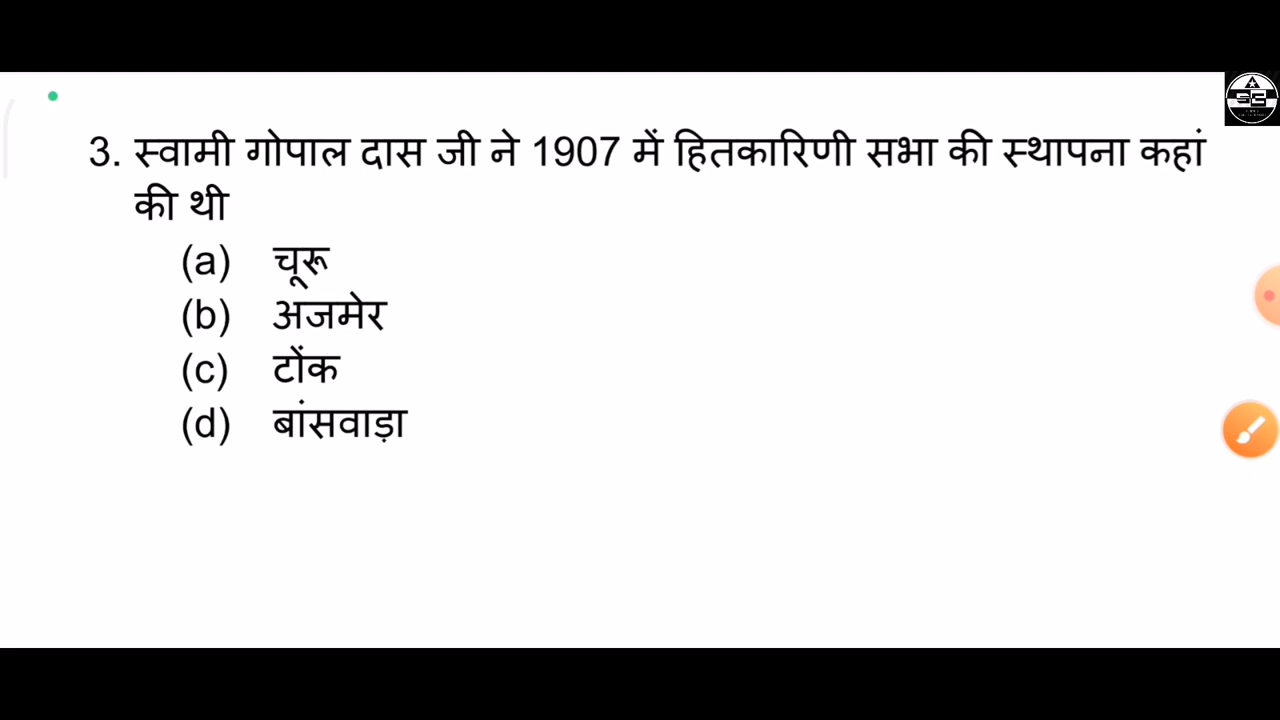 3. स्वामी गोपाल दास जी ने 1907 में हितकारिणी सभा की स्थापना कहां
की थी
(a) चूरू
(b) अजमेर
(c) टोंक
(d) बांसवाड़ा